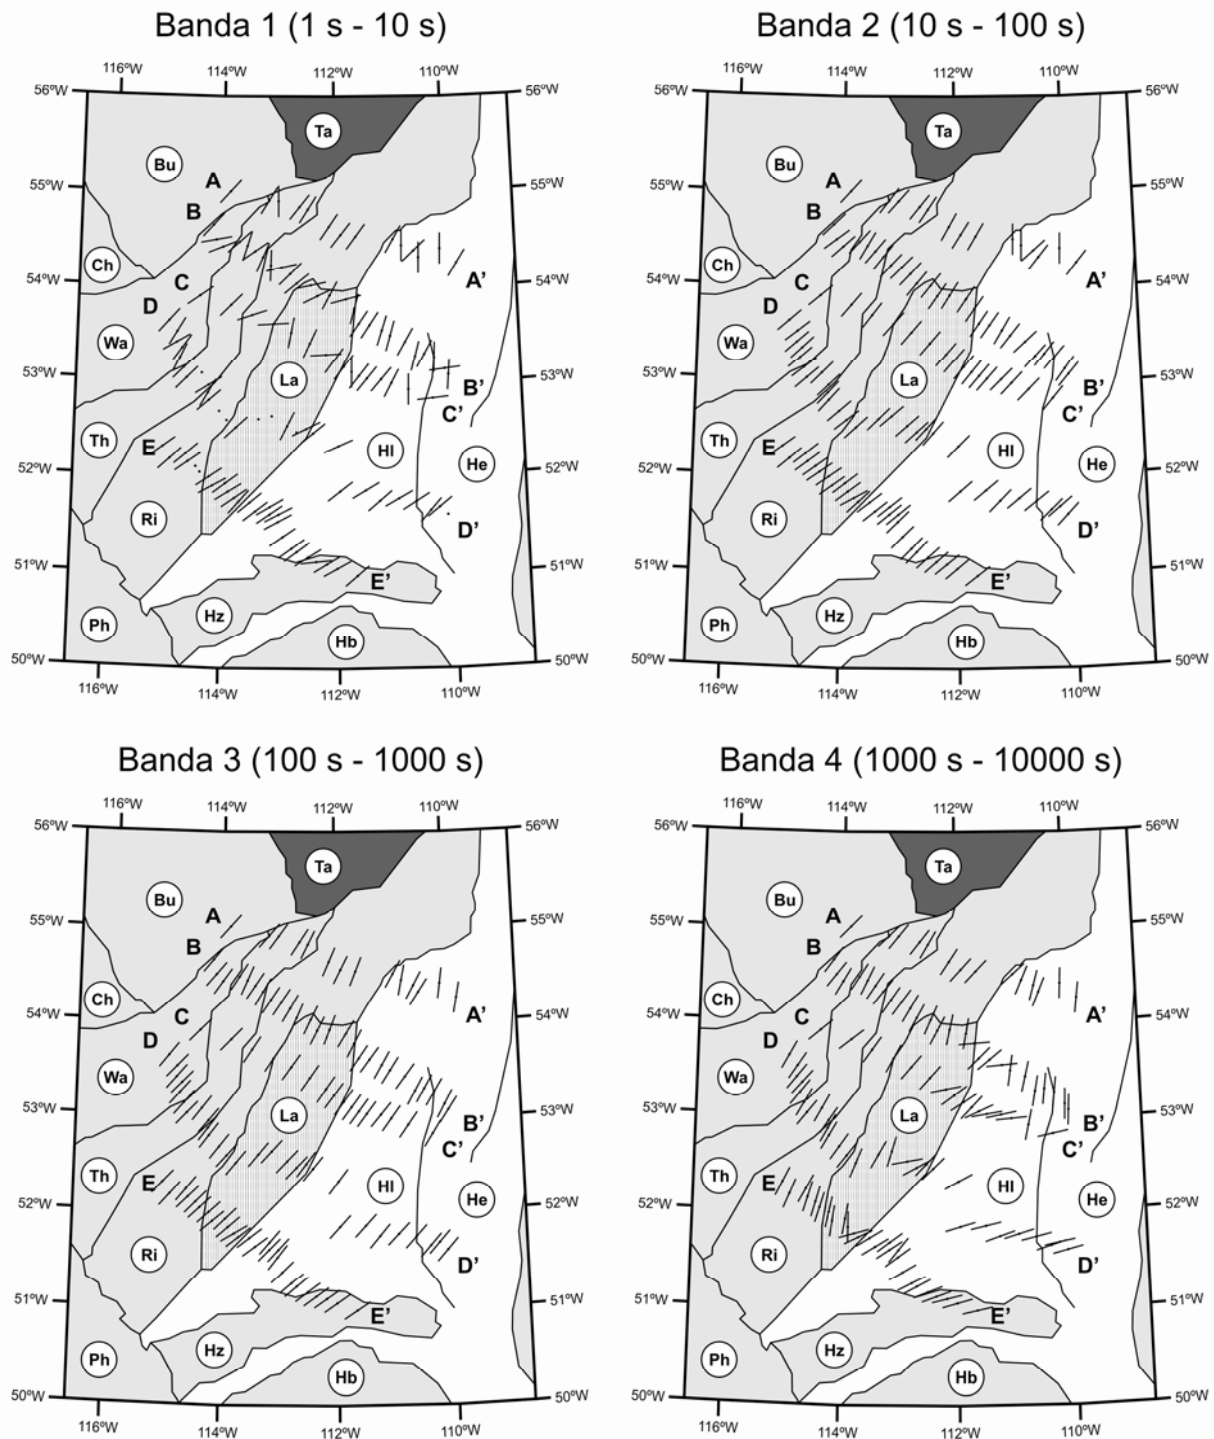 Banda 1 (1 s - 10 s)
Banda 2 (10 s - 100 s)
116ºW 114ºW 112ºW 110ºW
116ºW 114ºW 112ºW 110ºW
56ºW 56ºW 56ºW 56ºW
Ta Ta
Bu Bu
A A
55ºW 55ºW 55ºW 55ºW
B B
Ch Ch
C A' C A'
54ºW 54ºW 54ºW 54ºW
D D
Wa Wa
53ºW La 53ºW 53ºW La 53ºW
B' B'
C' C'
Th E Hl He Th E Hl He
52ºW 52ºW 52ºW 52ºW
Ri D' Ri D'
51ºW 51ºW 51ºW 51ºW
E' E'
Ph Hz Hb Ph Hz Hb
50ºW 50ºW 50ºW 50ºW
116ºW 114ºW 112ºW 110ºW
116ºW 114ºW 112ºW 110ºW
Banda 3 (100 s - 1000 s)
Banda 4 (1000 s - 10000 s)
116ºW 114ºW 112ºW 110ºW
116ºW 114ºW 112ºW 110ºW
56ºW 56ºW 56ºW 56ºW
Ta Ta
Bu Bu
A A
55ºW 55ºW 55ºW 55ºW
B B
Ch Ch
C A' C A'
54ºW 54ºW 54ºW 54ºW
D D
Wa Wa
53ºW La 53ºW 53ºW La 53ºW
B' B'
C' C'
Th E Hl He Th E Hl He
52ºW 52ºW 52ºW 52ºW
Ri D' Ri D'
51ºW 51ºW 51ºW 51ºW
E' E'
Ph Hz Hb Ph Hz Hb
50ºW 50ºW 50ºW 50ºW
116ºW 114ºW 112ºW 110ºW
116ºW 114ºW 112ºW 110ºW